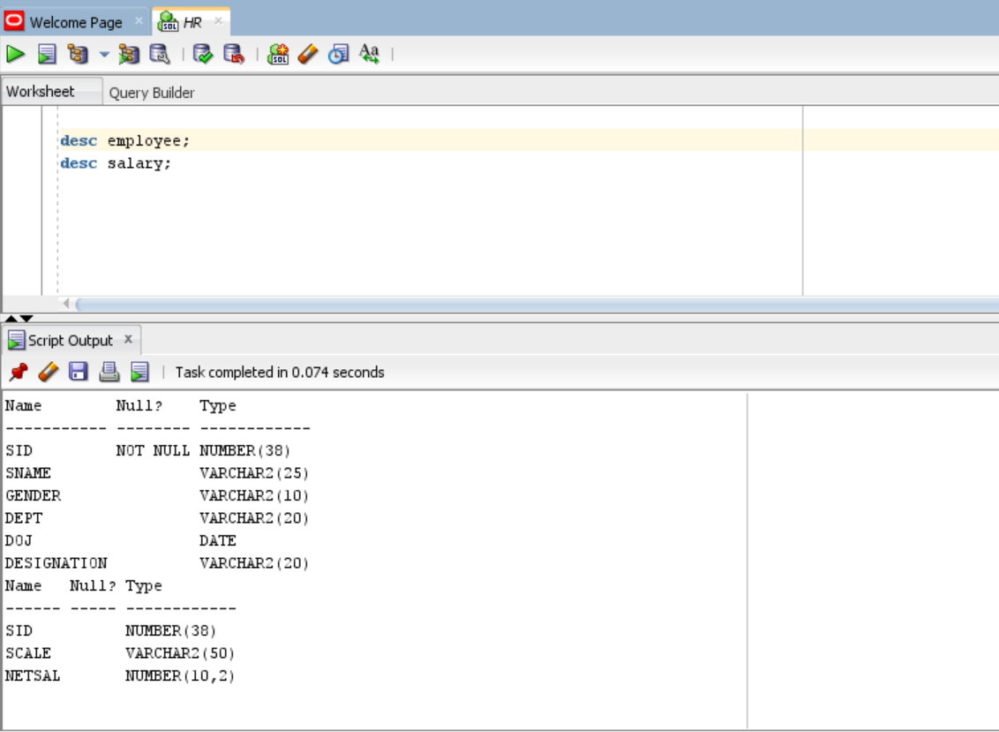 Welcome Page HR
Worksheet Query Builder
desc employee;
desc salary;
Script Output
Task completed in 0.074 seconds
Name Null? Type
----------- -------- ------------
SID NOT NULL NUMBER(38)
SNAME VARCHAR2(25)
GENDER VARCHAR2(10)
DEPT VARCHAR2(20)
DOJ DATE
DESIGNATION VARCHAR2(20)
Name Null? Type
------ ----- ------------
SID NUMBER(38)
SCALE VARCHAR2(50)
NETSAL NUMBER(10,2)